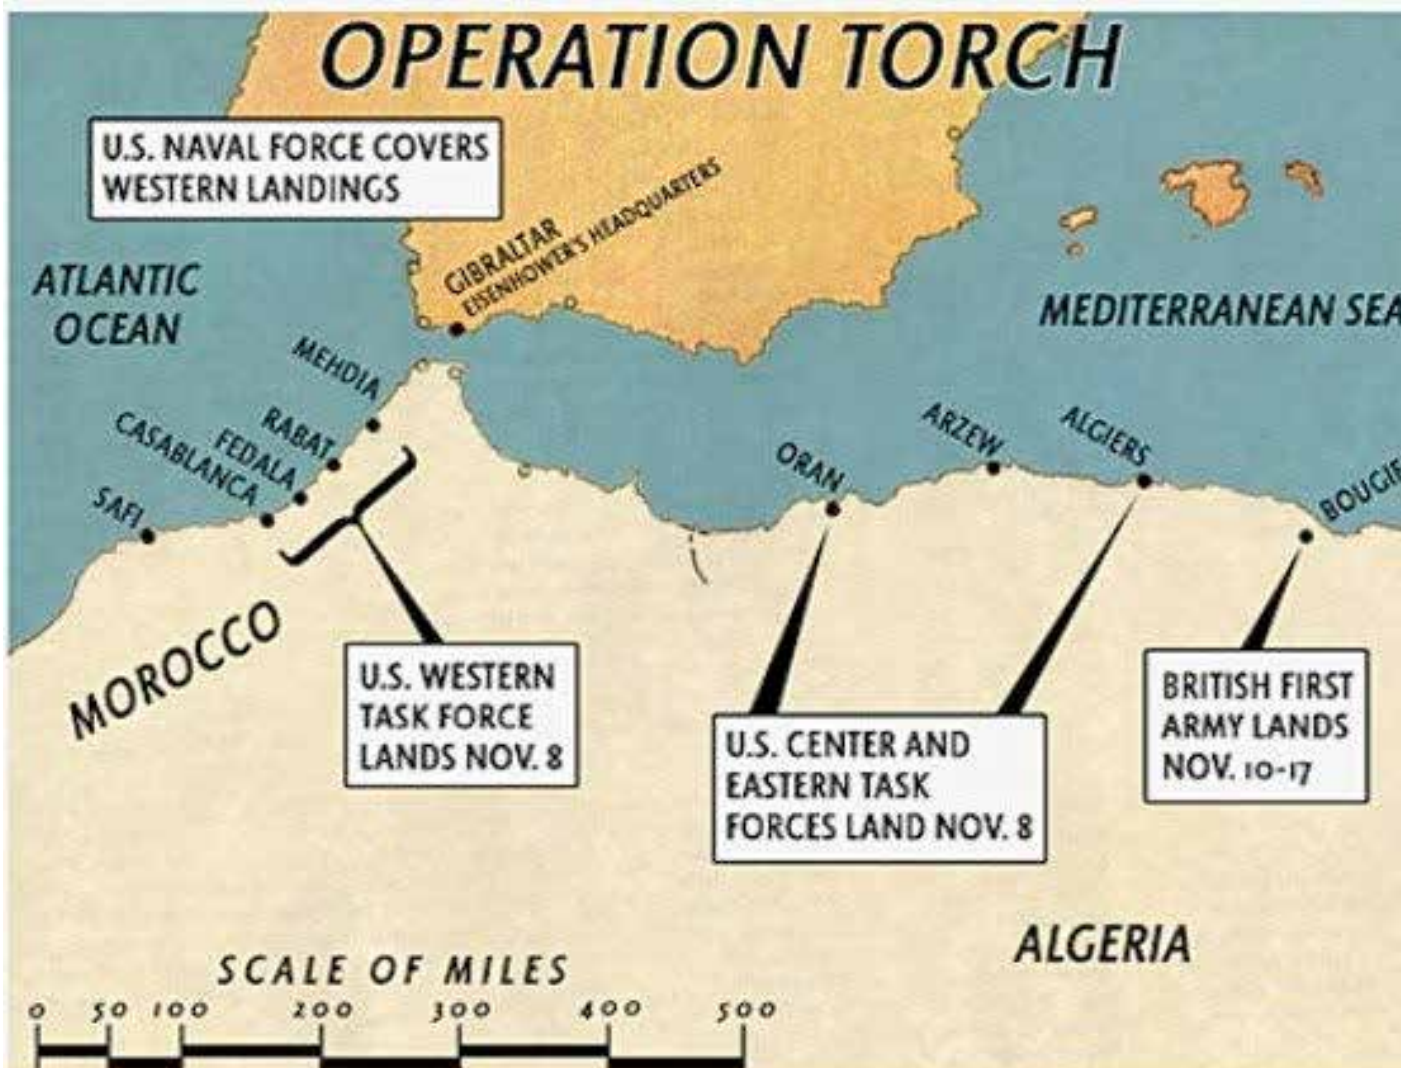 OPERATION TORCH
U.S. NAVAL FORCE COVERS
WESTERN LANDINGS
GIBRALTAR
EISENHOWER'S HEADQUARTERS
ATLANTIC
OCEAN
MEDITERRANEAN SEA
MEHDIA
RABAT
FEDALA
CASABLANCA
SAFI
ORAN
ARZEW
ALGIERS
BOUGIE
MOROCCO
U.S. WESTERN
TASK FORCE
LANDS NOV. 8
U.S. CENTER AND
EASTERN TASK
FORCES LAND NOV. 8
BRITISH FIRST
ARMY LANDS
NOV. 10-17
ALGERIA
SCALE OF MILES
0 50 100 200 300 400 500